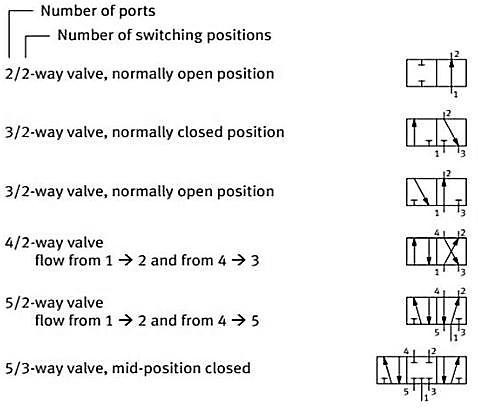 Number of ports
Number of switching positions
2/2-way valve, normally open position
2
1
3/2-way valve, normally closed position
2
1 3
3/2-way valve, normally open position
2
1 3
4/2-way valve
flow from 1 → 2 and from 4 → 3
4 2
1 3
5/2-way valve
flow from 1 → 2 and from 4 → 5
4 2
5 3
1
5/3-way valve, mid-position closed
4 2
5 3
1